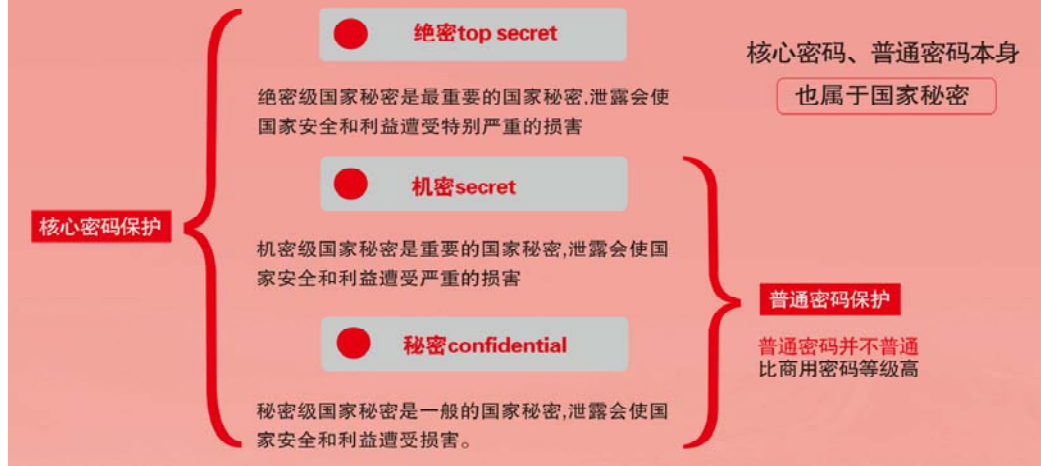 绝密top secret
绝密级国家秘密是最重要的国家秘密,泄露会使
国家安全和利益遭受特别严重的损害
核心密码、普通密码本身
也属于国家秘密
机密secret
核心密码保护
机密级国家秘密是重要的国家秘密,泄露会使国
家安全和利益遭受严重的损害
普通密码保护
秘密confidential
普通密码并不普通
比商用密码等级高
秘密级国家秘密是一般的国家秘密,泄露会使国
家安全和利益遭受损害。